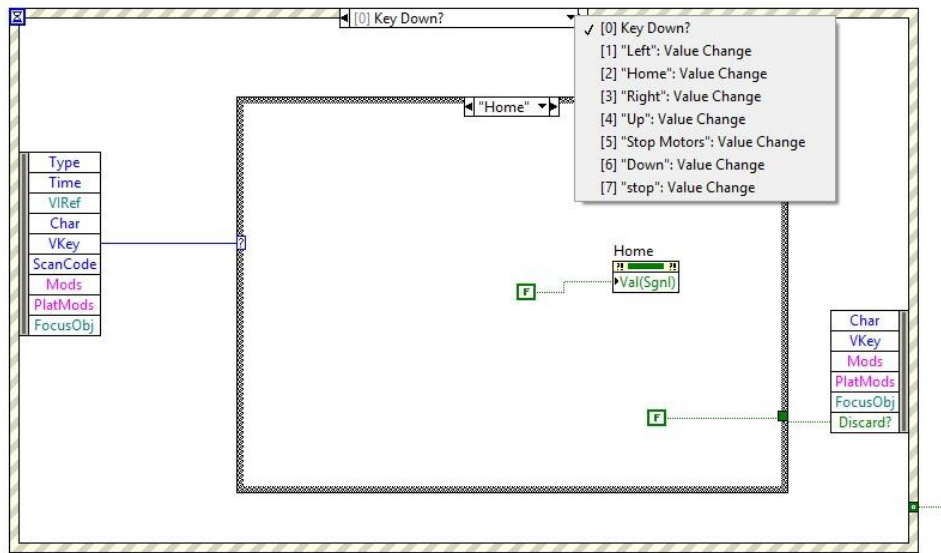 [0] Key Down?
[0] Key Down?
[1] "Left": Value Change
[2] "Home": Value Change
[3] "Right": Value Change
[4] "Up": Value Change
[5] "Stop Motors": Value Change
[6] "Down": Value Change
[7] "stop": Value Change
"Home"
Type
Time
VIRef
Char
VKey
ScanCode
Mods
PlatMods
FocusObj
?
Home
?! ?!
Val(Sgnl)
F
F
Char
VKey
Mods
PlatMods
FocusObj
Discard?